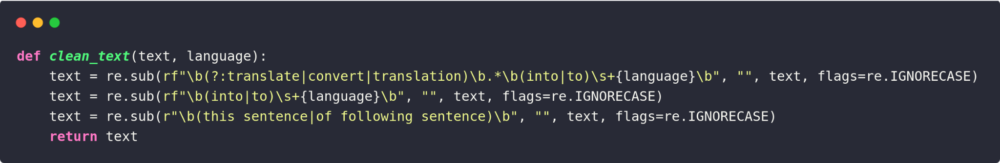 def clean_text(text, language):
    text = re.sub(rf"\b(?:translate|convert|translation)\b.*\b(into|to)\s+{language}\b", "", text, flags=re.IGNORECASE)
    text = re.sub(rf"\b(into|to)\s+{language}\b", "", text, flags=re.IGNORECASE)
    text = re.sub(r"\b(this sentence|of following sentence)\b", "", text, flags=re.IGNORECASE)
    return text